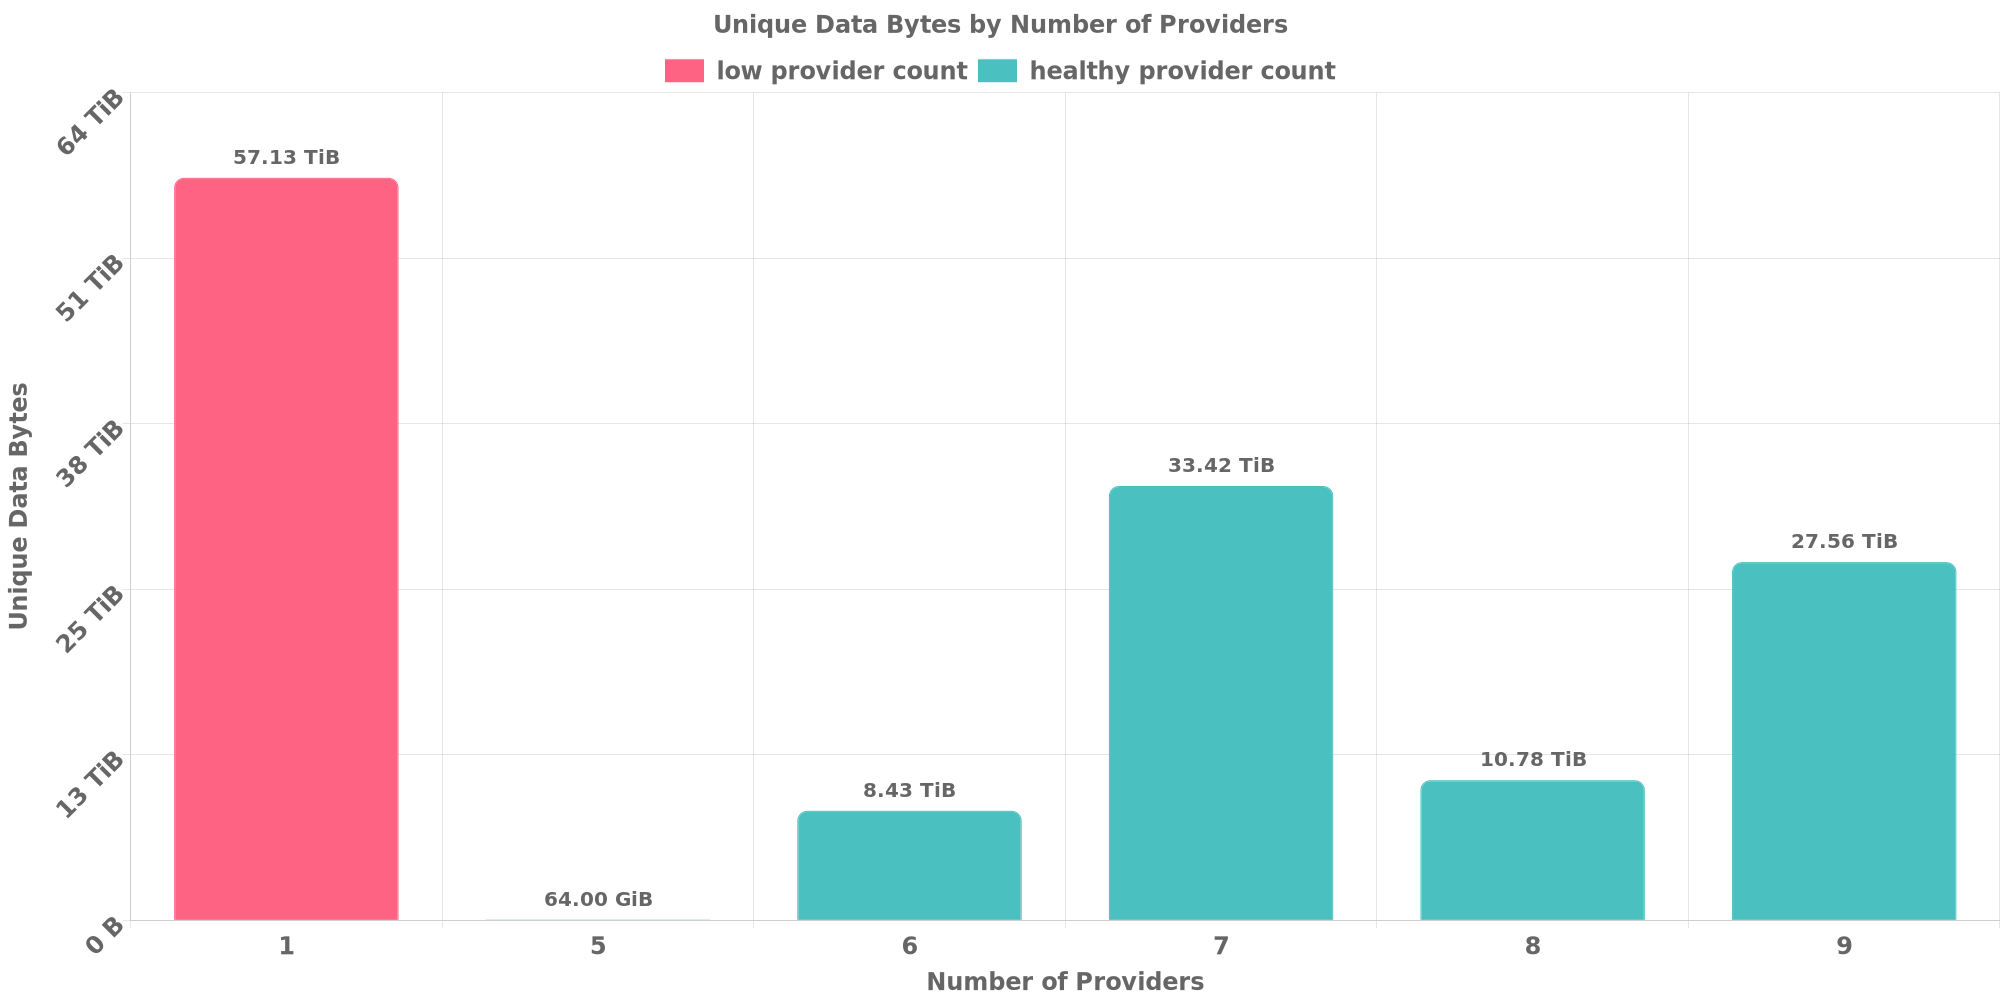 Unique Data Bytes by Number of Providers
low provider count healthy provider count
64 TiB
51 TiB
38 TiB
25 TiB
13 TiB
0 B
Unique Data Bytes
57.13 TiB
64.00 GiB
8.43 TiB
33.42 TiB
10.78 TiB
27.56 TiB
1 5 6 7 8 9
Number of Providers